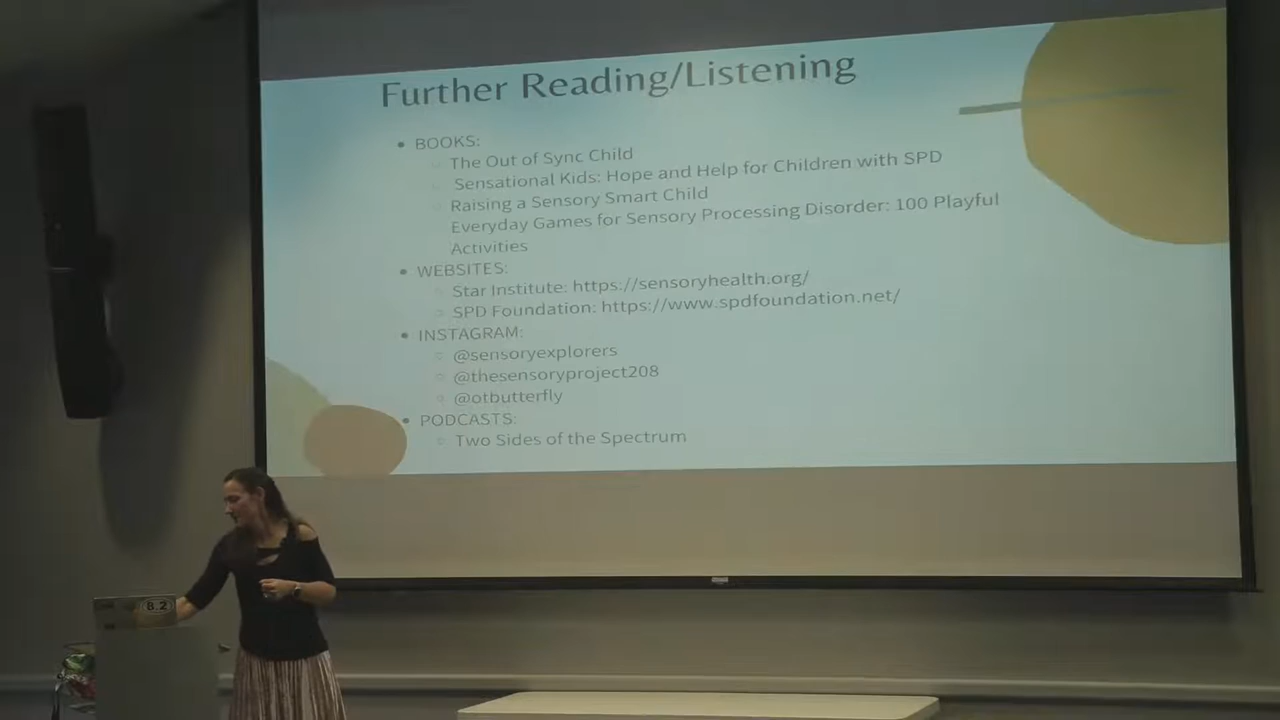 Further Reading/Listening
BOOKS:
The Out of Sync Child
Sensational Kids: Hope and Help for Children with SPD
Raising a Sensory Smart Child
Everyday Games for Sensory Processing Disorder: 100 Playful
Activities
WEBSITES:
Star Institute: https://sensoryhealth.org/
SPD Foundation: https://www.spdfoundation.net/
INSTAGRAM:
@sensoryexplorers
@thesensoryproject208
@otbutterfly
PODCASTS:
Two Sides of the Spectrum
8.2